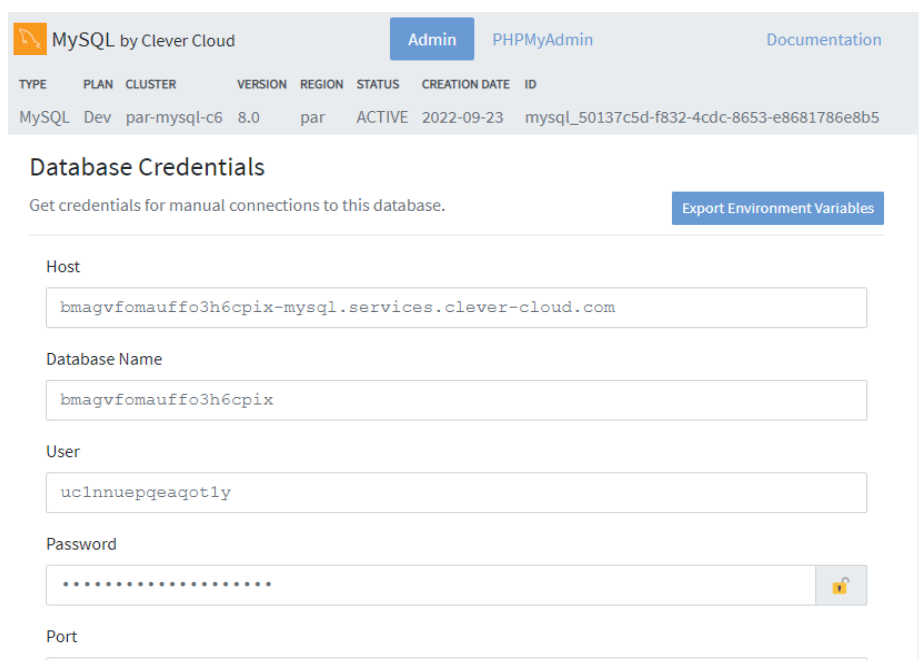 MySQL by Clever Cloud Admin PHPMyAdmin Documentation
TYPE PLAN CLUSTER VERSION REGION STATUS CREATION DATE ID
MySQL Dev par-mysql-c6 8.0 par ACTIVE 2022-09-23 mysql_50137c5d-f832-4cdc-8653-e8681786e8b5
Database Credentials
Get credentials for manual connections to this database. Export Environment Variables
Host
bmagvfomauffo3h6cpix-mysql.services.clever-cloud.com
Database Name
bmagvfomauffo3h6cpix
User
uc1nnuepqeaqot1y
Password
••••••••••••••••••••
Port